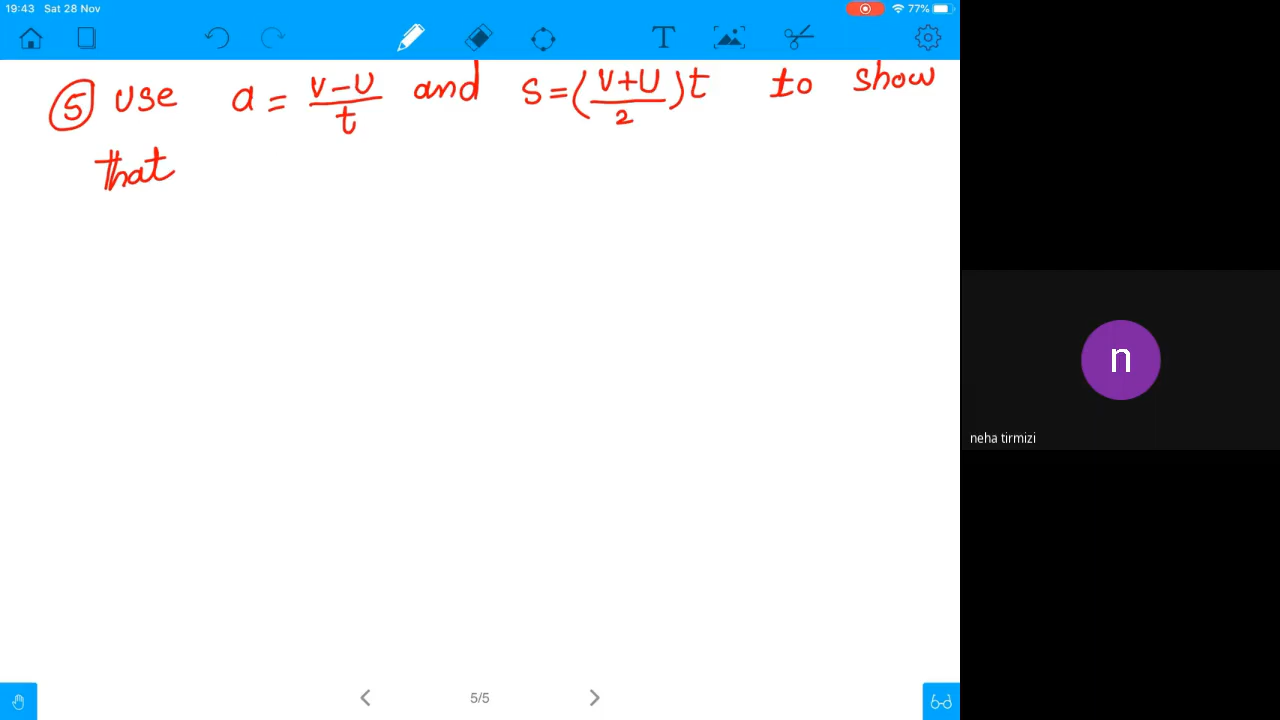 19:43 Sat 28 Nov
77%
T
⑤ use a = (v-u)/t and s = ((v+u)/2)t to show
that
n
neha tirmizi
5/5